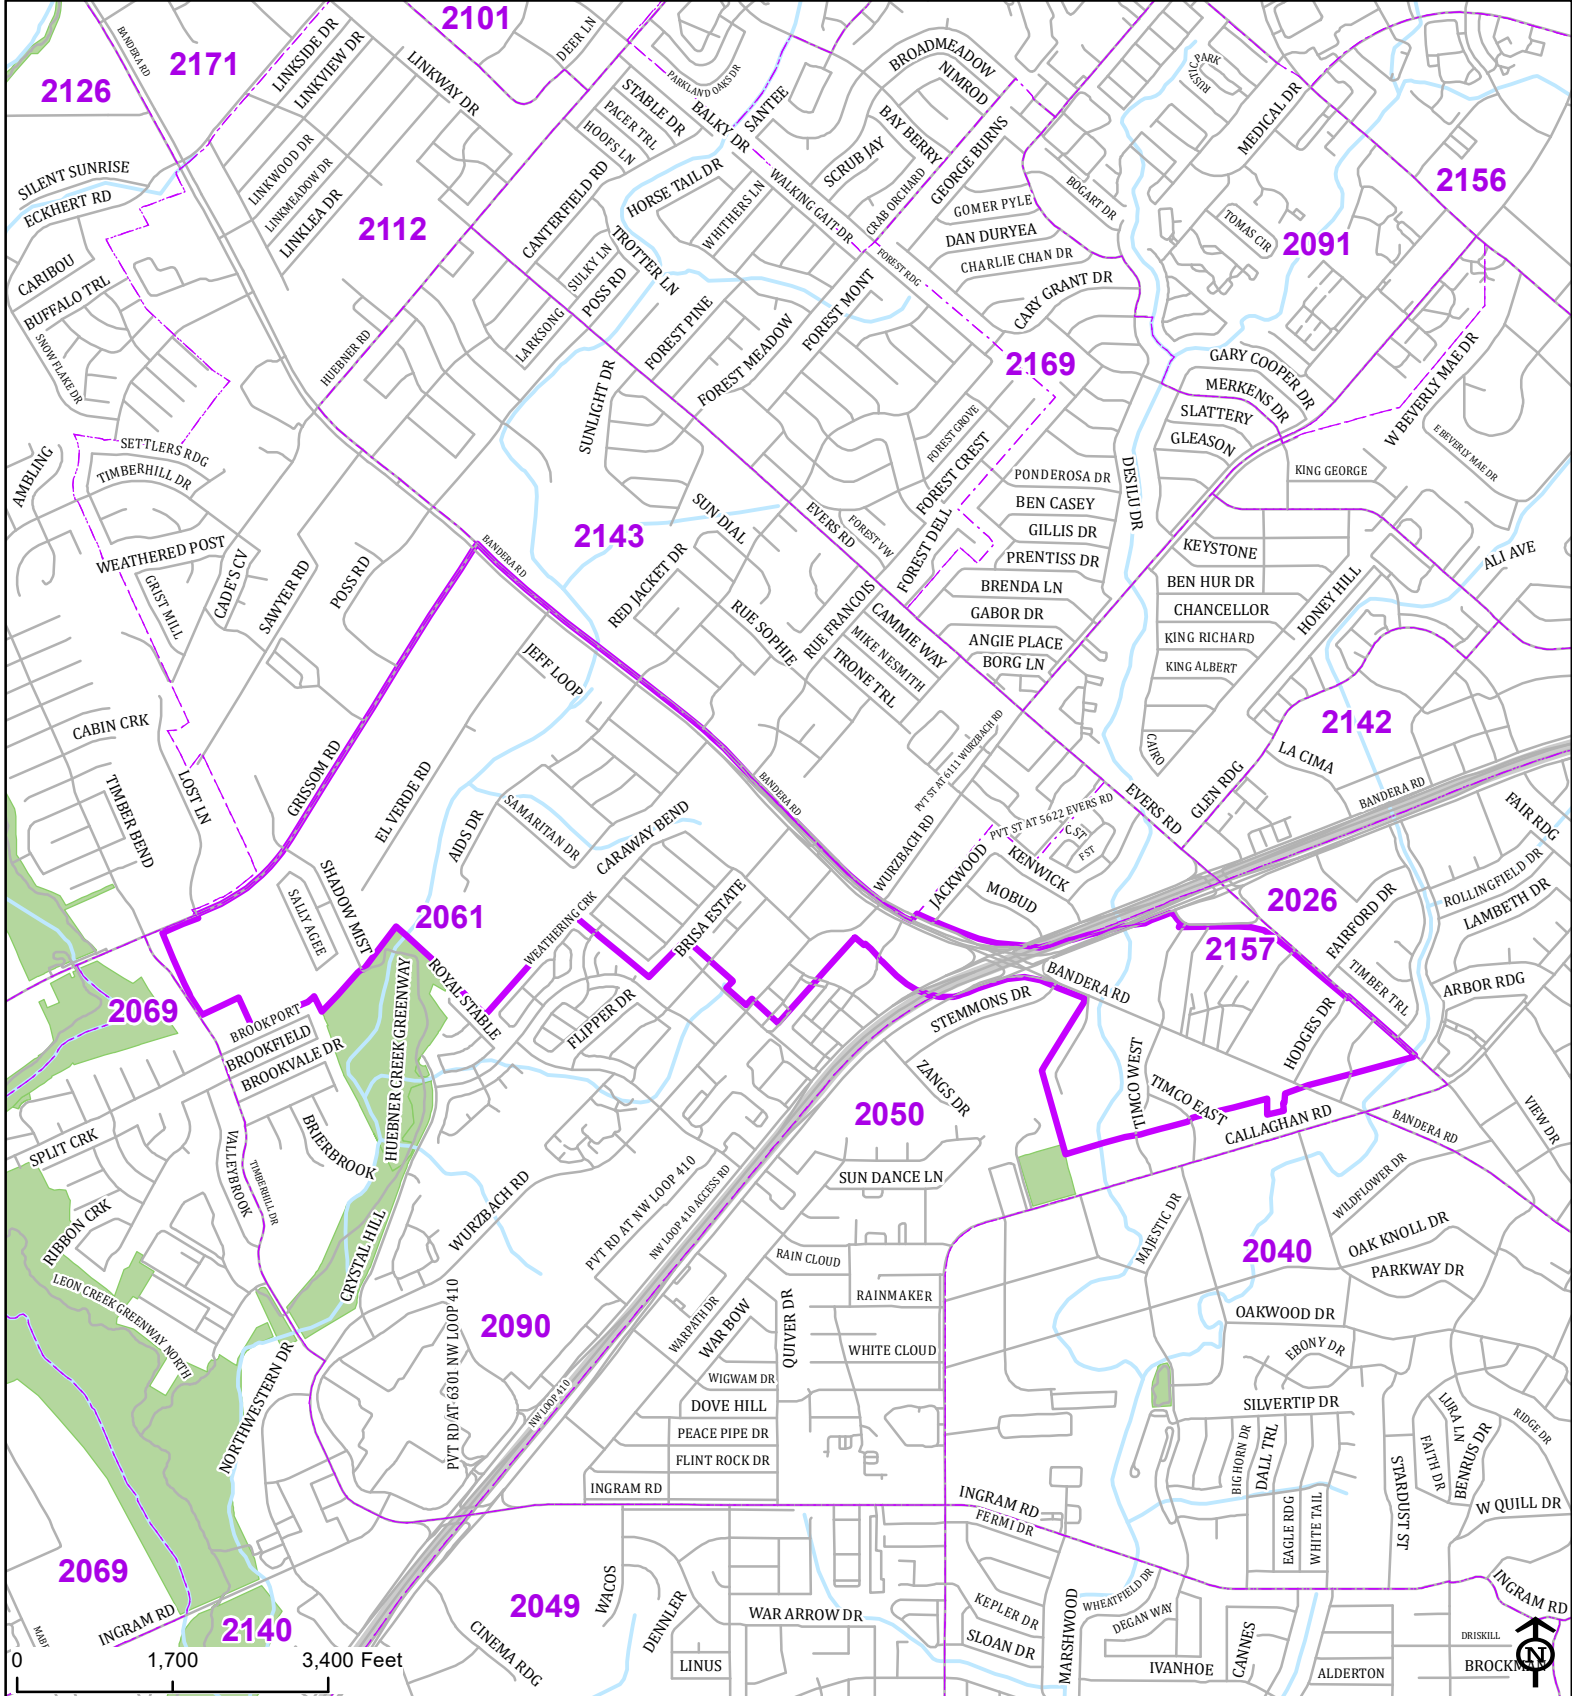 2101
BANDERA RD
2171
LINKSIDE DR
LINKVIEW DR
LINKWAY DR
DEER LN
2126
PARKLAND OAKS DR
STABLE DR
BALKY DR
SANTEE
BROADMEADOW
NIMROD
RUSTIC PARK
MEDICAL DR
PACER TRL
HOOFS LN
BAY BERRY
SCRUB JAY
GEORGE BURNS
SILENT SUNRISE
ECKHERT RD
LINKWOOD DR
LINKMEADOW DR
LINKLEA DR
2112
CANTERFIELD RD
HORSE TAIL DR
WHITHERS LN
WALKING GAIT DR
CRAB ORCHARD
GOMER PYLE
BOGART DR
2156
TOMAS CIR
2091
DAN DURYEA
CHARLIE CHAN DR
CARIBOU
BUFFALO TRL
SNOW FLAKE DR
SULKY LN
TROTTER LN
POSS RD
FOREST RDG
CARY GRANT DR
HUEBNER RD
LARKSONG
FOREST PINE
FOREST MEADOW
FOREST MONT
2169
GARY COOPER DR
MERKENS DR
SLATTERY
GLEASON
W BEVERLY MAE DR
E BEVERLY MAE DR
KING GEORGE
SUNLIGHT DR
FOREST GROVE
FOREST CREST
AMBLING
SETTLERS RDG
TIMBERHILL DR
PONDEROSA DR
BEN CASEY
GILLIS DR
PRENTISS DR
DESILU DR
SUN DIAL
EVERS RD
FOREST VW
FOREST DELL
2143
BANDERA RD
WEATHERED POST
GRIST MILL
CADE'S CV
SAWYER RD
POSS RD
RED JACKET DR
RUE SOPHIE
RUE FRANCOIS
CAMMIE WAY
MIKE NESMITH
TRONE TRL
BRENDA LN
GABOR DR
ANGIE PLACE
BORG LN
KEYSTONE
BEN HUR DR
CHANCELLOR
KING RICHARD
KING ALBERT
HONEY HILL
ALI AVE
JEFF LOOP
CABIN CRK
TIMBER BEND
LOST LN
GRISSOM RD
EL VERDE RD
2142
LA CIMA
CAIRO
GLEN RDG
EVERS RD
PVT ST AT 6111 WURZBACH RD
BANDERA RD
BANDERA RD
FAIR RDG
SAMARITAN DR
AIDS DR
CARAWAY BEND
PVT ST AT 5622 EVERS RD
C ST
F ST
KENWICK
MOBUD
JACKWOOD
WURZBACH RD
SHADOW MIST
SALLY AGEE
2061
WEATHERING CRK
BRISA ESTATE
2026
FAIRFORD DR
ROLLINGFIELD DR
LAMBETH DR
2157
ROYAL STABLE
FLIPPER DR
BANDERA RD
STEMMONS DR
TIMBER TRL
ARBOR RDG
2069
BROOKPORT
BROOKFIELD
BROOKVALE DR
HUEBNER CREEK GREENWAY
HODGES DR
ZANGS DR
2050
TIMCO WEST
TIMCO EAST
CALLAGHAN RD
BANDERA RD
VIEW DR
SPLIT CRK
VALLEYBROOK
TIMBERHILL DR
BRIERBROOK
SUN DANCE LN
WILDFLOWER DR
RIBBON CRK
CRYSTAL HILL
WURZBACH RD
PVT RD AT NW LOOP 410
NW LOOP 410 ACCESS RD
MAJESTIC DR
2040
OAK KNOLL DR
PARKWAY DR
RAIN CLOUD
RAINMAKER
LEON CREEK GREENWAY NORTH
PVT RD AT 6301 NW LOOP 410
2090
WARPATH DR
WAR BOW
QUIVER DR
WHITE CLOUD
OAKWOOD DR
EBONY DR
NORTHWESTERN DR
NW LOOP 410
WIGWAM DR
DOVE HILL
PEACE PIPE DR
FLINT ROCK DR
SILVERTIP DR
BIG HORN DR
DALL TRL
LURA LN
FAITH DR
BENRUS DR
RIDGE DR
STARDUST ST
INGRAM RD
INGRAM RD
FERMI DR
EAGLE RDG
WHITE TAIL
W QUILL DR
2069
INGRAM RD
2140
2049
WACOS
DENNLER
WAR ARROW DR
CINEMA RDG
LINUS
KEPLER DR
SLOAN DR
MARSHWOOD
WHEATFIELD DR
DEGAN WAY
IVANHOE
CANNES
ALDERTON
INGRAM RD
DRISKILL
BROCKMAN
N
0 1,700 3,400 Feet